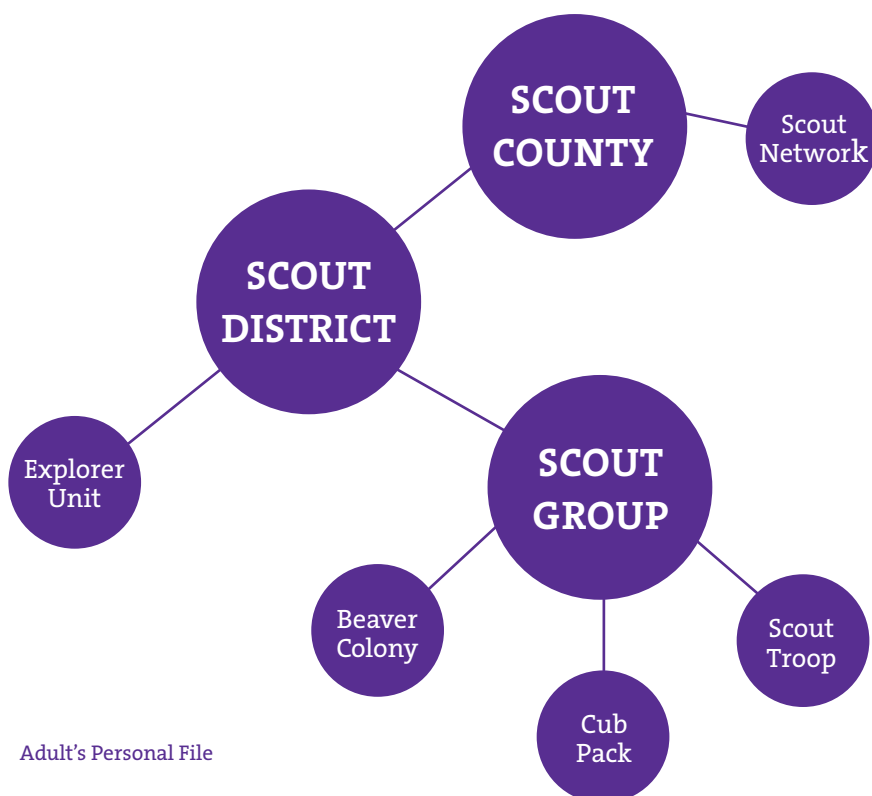 SCOUT
COUNTY
Scout
Network
SCOUT
DISTRICT
Explorer
Unit
SCOUT
GROUP
Beaver
Colony
Scout
Troop
Cub
Pack
Adult's Personal File